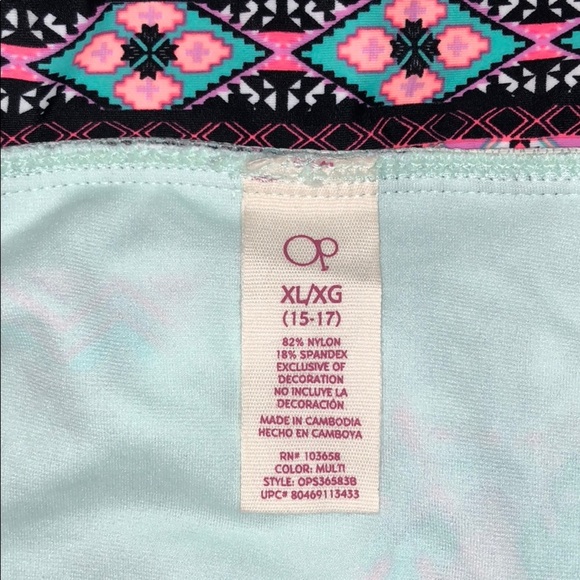 Op
XL/XG
(15-17)
82% NYLON
18% SPANDEX
EXCLUSIVE OF
DECORATION
NO INCLUYE LA
DECORACIÓN
MADE IN CAMBODIA
HECHO EN CAMBOYA
RN# 103658
COLOR: MULTI
STYLE: OPS36583B
UPC# 80469113433